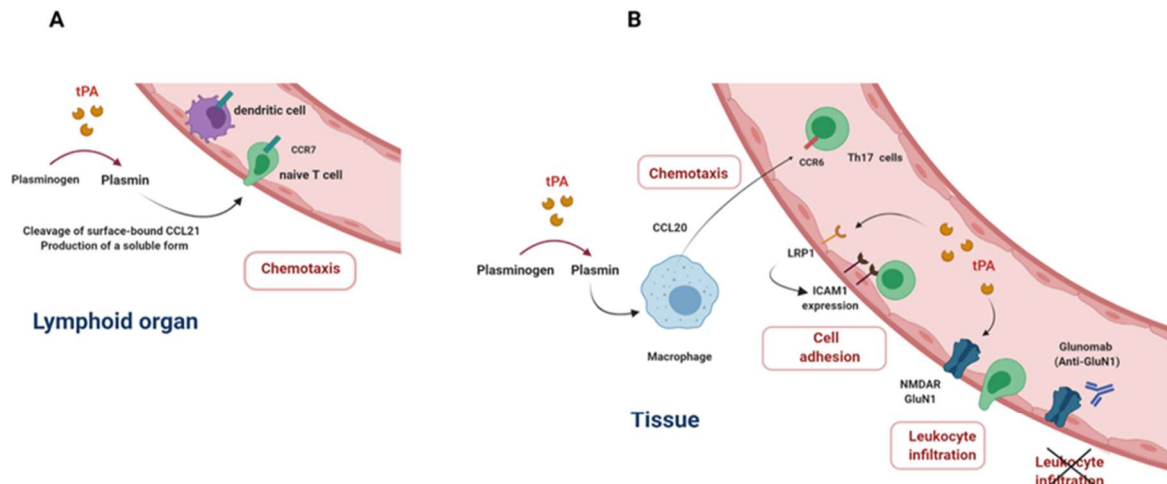 A
tPA
Plasminogen
Plasmin
dendritic cell
CCR7
naive T cell
Cleavage of surface-bound CCL21
Production of a soluble form
Chemotaxis
Lymphoid organ
B
Chemotaxis
CCR6
Th17 cells
tPA
CCL20
Plasminogen
Plasmin
Macrophage
LRP1
ICAM1
expression
tPA
Cell
adhesion
NMDAR
GluN1
Glunomab
(Anti-GluN1)
Tissue
Leukocyte
infiltration
Leukocyte
infiltration